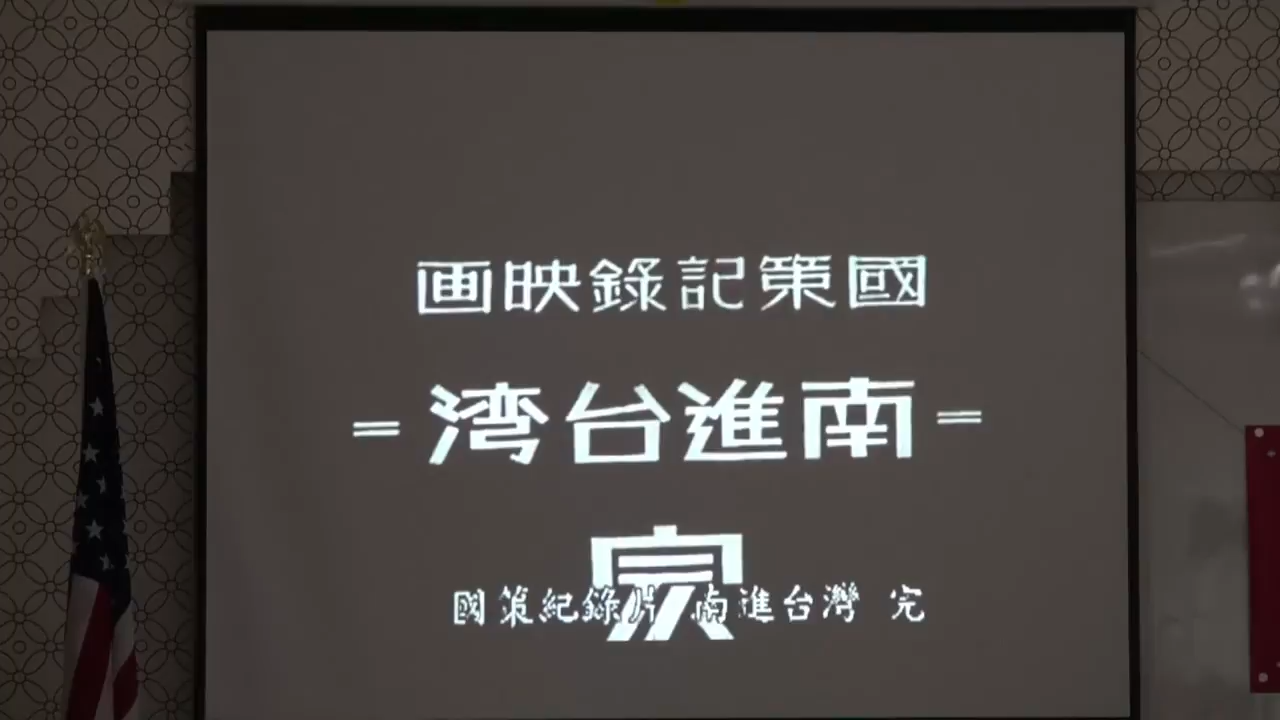 國策記錄映画
=南進台湾=
完
國策紀錄片 南進台灣 完